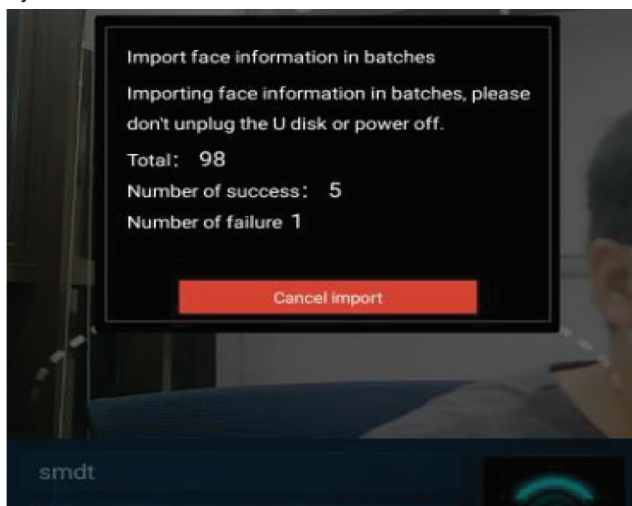 Import face information in batches
Importing face information in batches, please
don't unplug the U disk or power off.
Total： 98
Number of success： 5
Number of failure 1
Cancel import
smdt